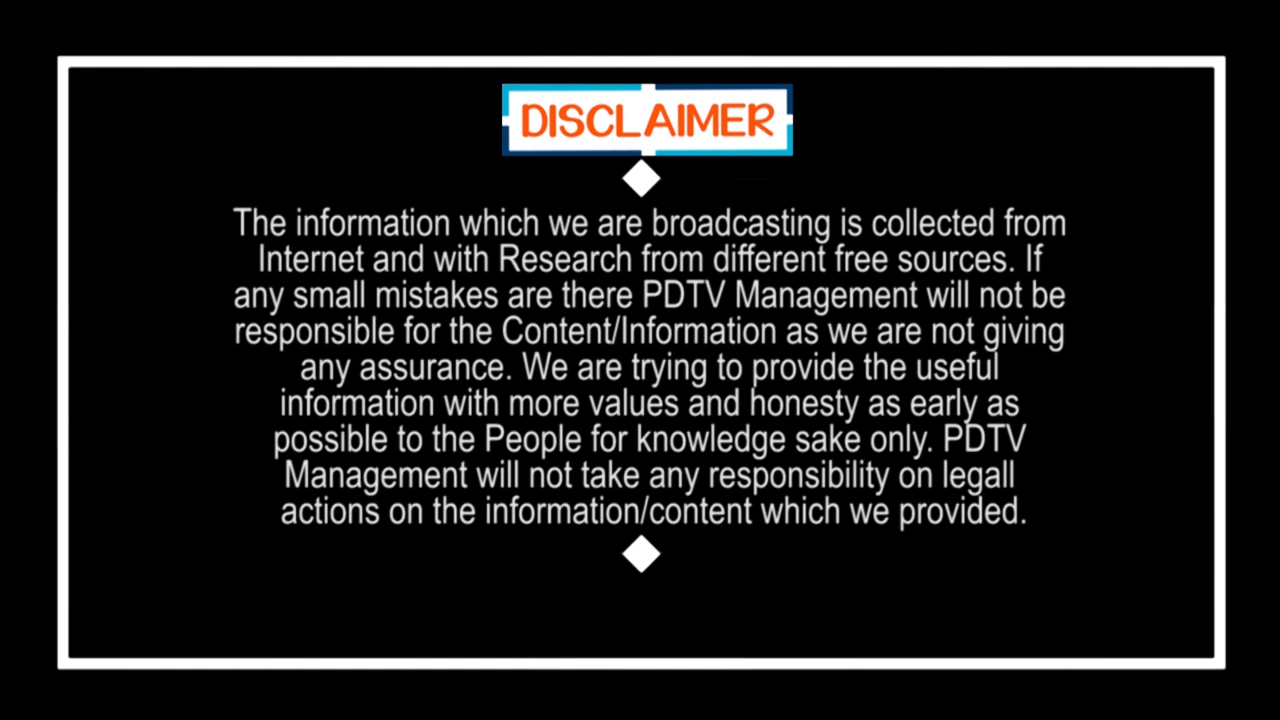 DISCLAIMER
The information which we are broadcasting is collected from
Internet and with Research from different free sources. If
any small mistakes are there PDTV Management will not be
responsible for the Content/Information as we are not giving
any assurance. We are trying to provide the useful
information with more values and honesty as early as
possible to the People for knowledge sake only. PDTV
Management will not take any responsibility on legall
actions on the information/content which we provided.